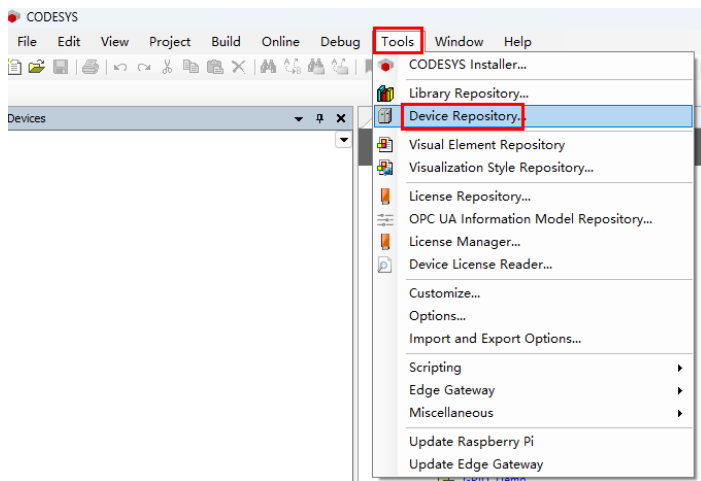 CODESYS
File Edit View Project Build Online Debug Tools Window Help
Devices
CODESYS Installer...
Library Repository...
Device Repository...
Visual Element Repository
Visualization Style Repository...
License Repository...
OPC UA Information Model Repository...
License Manager...
Device License Reader...
Customize...
Options...
Import and Export Options...
Scripting
Edge Gateway
Miscellaneous
Update Raspberry Pi
Update Edge Gateway